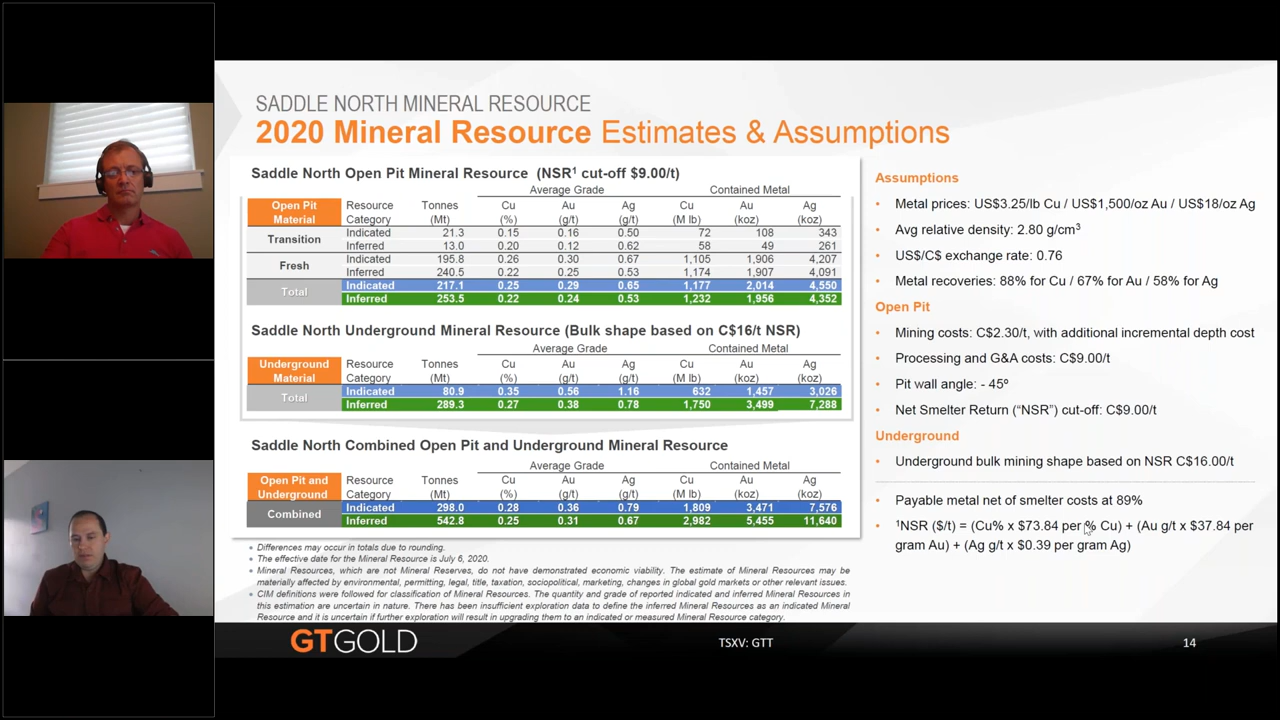 SADDLE NORTH MINERAL RESOURCE
2020 Mineral Resource Estimates & Assumptions
Saddle North Open Pit Mineral Resource (NSR¹ cut-off $9.00/t)
Average Grade Contained Metal
Open Pit Material Resource Category Tonnes (Mt) Cu (%) Au (g/t) Ag (g/t) Cu (M lb) Au (koz) Ag (koz)
Transition Indicated 21.3 0.15 0.16 0.50 72 108 343
Inferred 13.0 0.20 0.12 0.62 58 49 261
Fresh Indicated 195.8 0.26 0.30 0.67 1,105 1,906 4,207
Inferred 240.5 0.22 0.25 0.53 1,174 1,907 4,091
Total Indicated 217.1 0.25 0.29 0.65 1,177 2,014 4,550
Inferred 253.5 0.22 0.24 0.53 1,232 1,956 4,352
Saddle North Underground Mineral Resource (Bulk shape based on C$16/t NSR)
Average Grade Contained Metal
Underground Material Resource Category Tonnes (Mt) Cu (%) Au (g/t) Ag (g/t) Cu (M lb) Au (koz) Ag (koz)
Total Indicated 80.9 0.35 0.56 1.16 632 1,457 3,026
Inferred 289.3 0.27 0.38 0.78 1,750 3,499 7,288
Saddle North Combined Open Pit and Underground Mineral Resource
Average Grade Contained Metal
Open Pit and Underground Resource Category Tonnes (Mt) Cu (%) Au (g/t) Ag (g/t) Cu (M lb) Au (koz) Ag (koz)
Combined Indicated 298.0 0.28 0.36 0.79 1,809 3,471 7,576
Inferred 542.8 0.25 0.31 0.67 2,982 5,455 11,640
• Differences may occur in totals due to rounding.
• The effective date for the Mineral Resource is July 6, 2020.
• Mineral Resources, which are not Mineral Reserves, do not have demonstrated economic viability. The estimate of Mineral Resources may be
materially affected by environmental, permitting, legal, title, taxation, sociopolitical, marketing, changes in global gold markets or other relevant issues.
• CIM definitions were followed for classification of Mineral Resources. The quantity and grade of reported indicated and inferred Mineral Resources in
this estimation are uncertain in nature. There has been insufficient exploration data to define the inferred Mineral Resources as an indicated Mineral
Resource and it is uncertain if further exploration will result in upgrading them to an indicated or measured Mineral Resource category.
Assumptions
• Metal prices: US$3.25/lb Cu / US$1,500/oz Au / US$18/oz Ag
• Avg relative density: 2.80 g/cm³
• US$/C$ exchange rate: 0.76
• Metal recoveries: 88% for Cu / 67% for Au / 58% for Ag
Open Pit
• Mining costs: C$2.30/t, with additional incremental depth cost
• Processing and G&A costs: C$9.00/t
• Pit wall angle: - 45º
• Net Smelter Return (“NSR”) cut-off: C$9.00/t
Underground
• Underground bulk mining shape based on NSR C$16.00/t
• Payable metal net of smelter costs at 89%
• ¹NSR ($/t) = (Cu% x $73.84 per % Cu) + (Au g/t x $37.84 per
gram Au) + (Ag g/t x $0.39 per gram Ag)
GTGOLD
TSXV: GTT
14